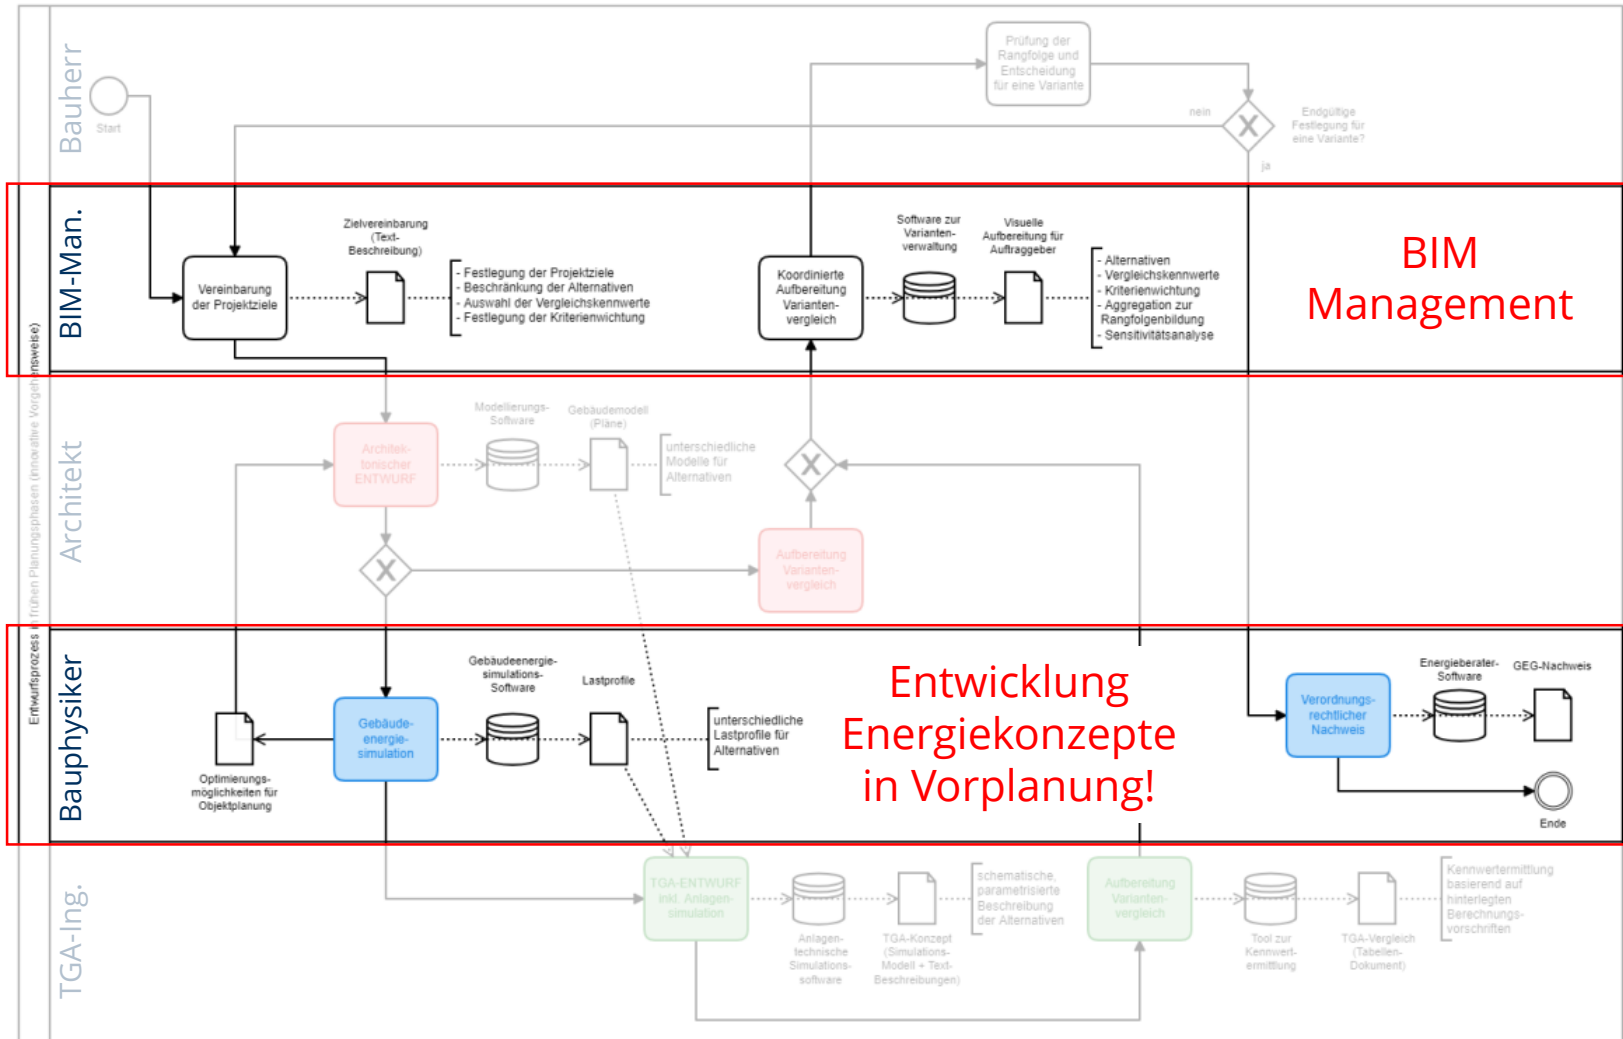 Entwurfsprozess in frühen Planungsphasen (innovative Vorgehensweise)
Bauherr
Start
Prüfung der
Rangfolge und
Entscheidung
für eine Variante
nein
X
Endgültige
Festlegung für
eine Variante?
ja
BIM-Man.
Vereinbarung
der Projektziele
Zielvereinbarung
(Text-
Beschreibung)
- Festlegung der Projektziele
- Beschränkung der Alternativen
- Auswahl der Vergleichskennwerte
- Festlegung der Kriterienwichtung
Koordinierte
Aufbereitung
Varianten-
vergleich
Software zur
Varianten-
verwaltung
Visuelle
Aufbereitung für
Auftraggeber
- Alternativen
- Vergleichskennwerte
- Kriterienwichtung
- Aggregation zur
Rangfolgenbildung
- Sensitivitätsanalyse
BIM
Management
Architekt
Architek-
tonischer
ENTWURF
Modellierungs-
Software
Gebäudemodell
(Pläne)
unterschiedliche
Modelle für
Alternativen
X
X
Aufbereitung
Varianten-
vergleich
Bauphysiker
Optimierungs-
möglichkeiten für
Objektplanung
Gebäude-
energie-
simulation
Gebäudeenergie-
simulations-
Software
Lastprofile
unterschiedliche
Lastprofile für
Alternativen
Entwicklung
Energiekonzepte
in Vorplanung!
Verordnungs-
rechtlicher
Nachweis
Energieberater-
Software
GEG-Nachweis
Ende
TGA-Ing.
TGA-ENTWURF
inkl. Anlagen-
simulation
Anlagen-
technische
Simulations-
software
TGA-Konzept
(Simulations-
Modell + Text-
Beschreibungen)
schematische,
parametrisierte
Beschreibung
der Alternativen
Aufbereitung
Varianten-
vergleich
Tool zur
Kennwert-
ermittlung
TGA-Vergleich
(Tabellen-
Dokument)
Kennwertermittlung
basierend auf
hinterlegten
Berechnungs-
vorschriften